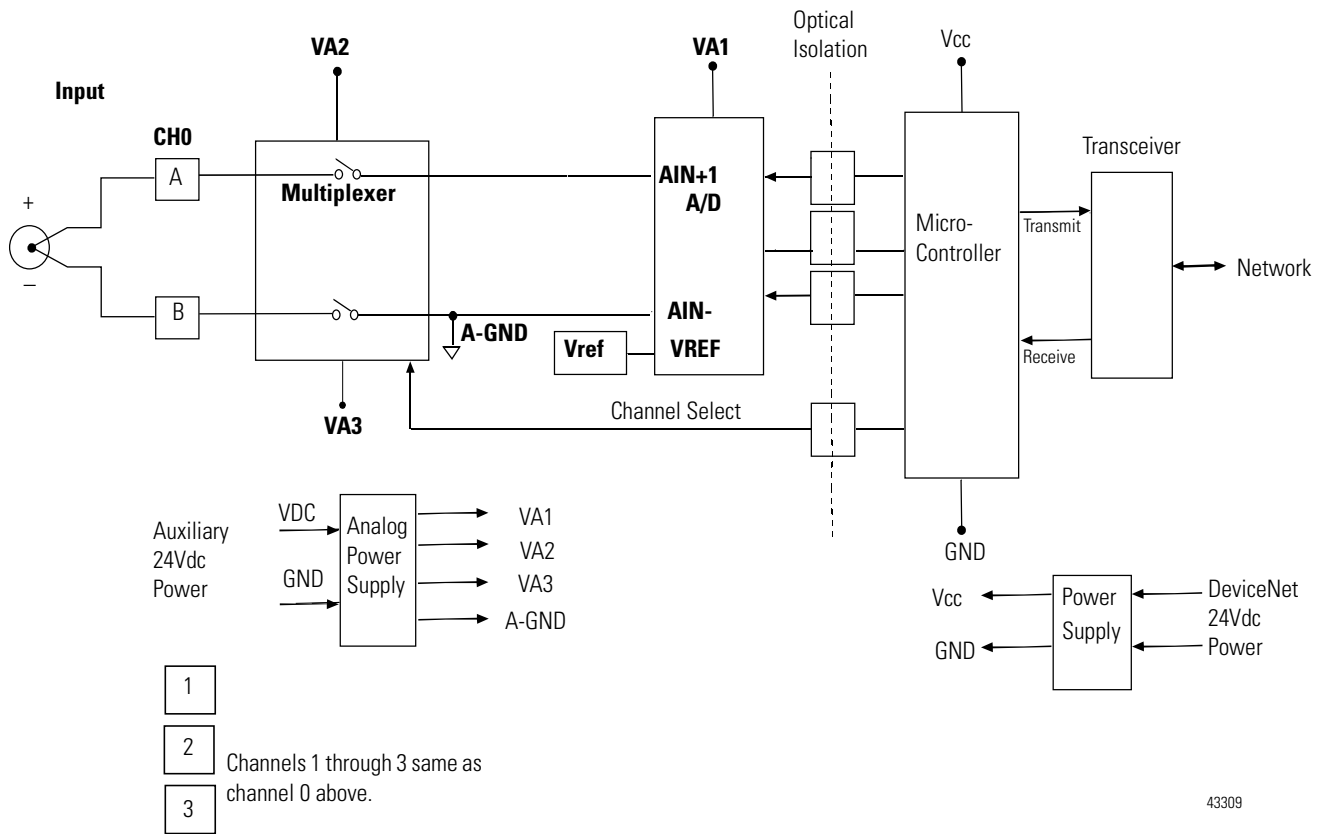 Optical
Isolation
VA2
VA1
Vcc
Input
CH0
Transceiver
A
Multiplexer
AIN+1
A/D
+
−
Micro-
Controller
Transmit
Network
B
A-GND
AIN-
Vref
VREF
Receive
VA3
Channel Select
GND
Auxiliary
24Vdc
Power
VDC
GND
Analog
Power
Supply
VA1
VA2
VA3
A-GND
Vcc
GND
Power
Supply
DeviceNet
24Vdc
Power
1
2
3
Channels 1 through 3 same as
channel 0 above.
43309